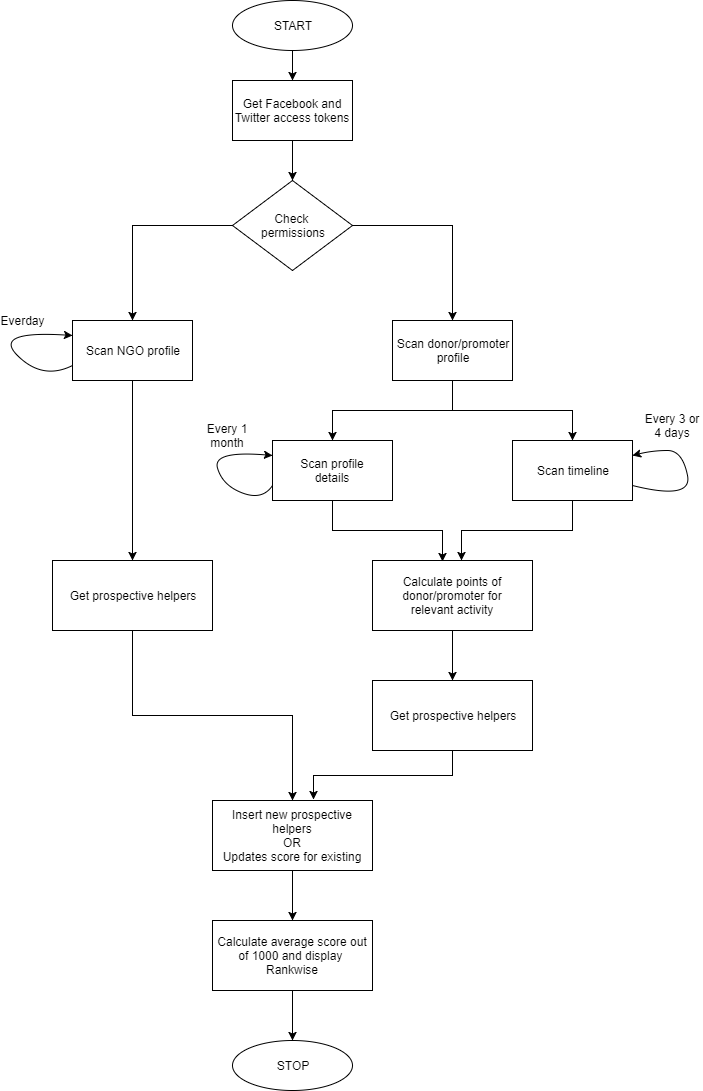 START
Get Facebook and
Twitter access tokens
Check
permissions
Everday
Scan NGO profile
Scan donor/promoter
profile
Every 1
month
Scan profile
details
Every 3 or
4 days
Scan timeline
Get prospective helpers
Calculate points of
donor/promoter for
relevant activity
Get prospective helpers
Insert new prospective
helpers
OR
Updates score for existing
Calculate average score out
of 1000 and display
Rankwise
STOP